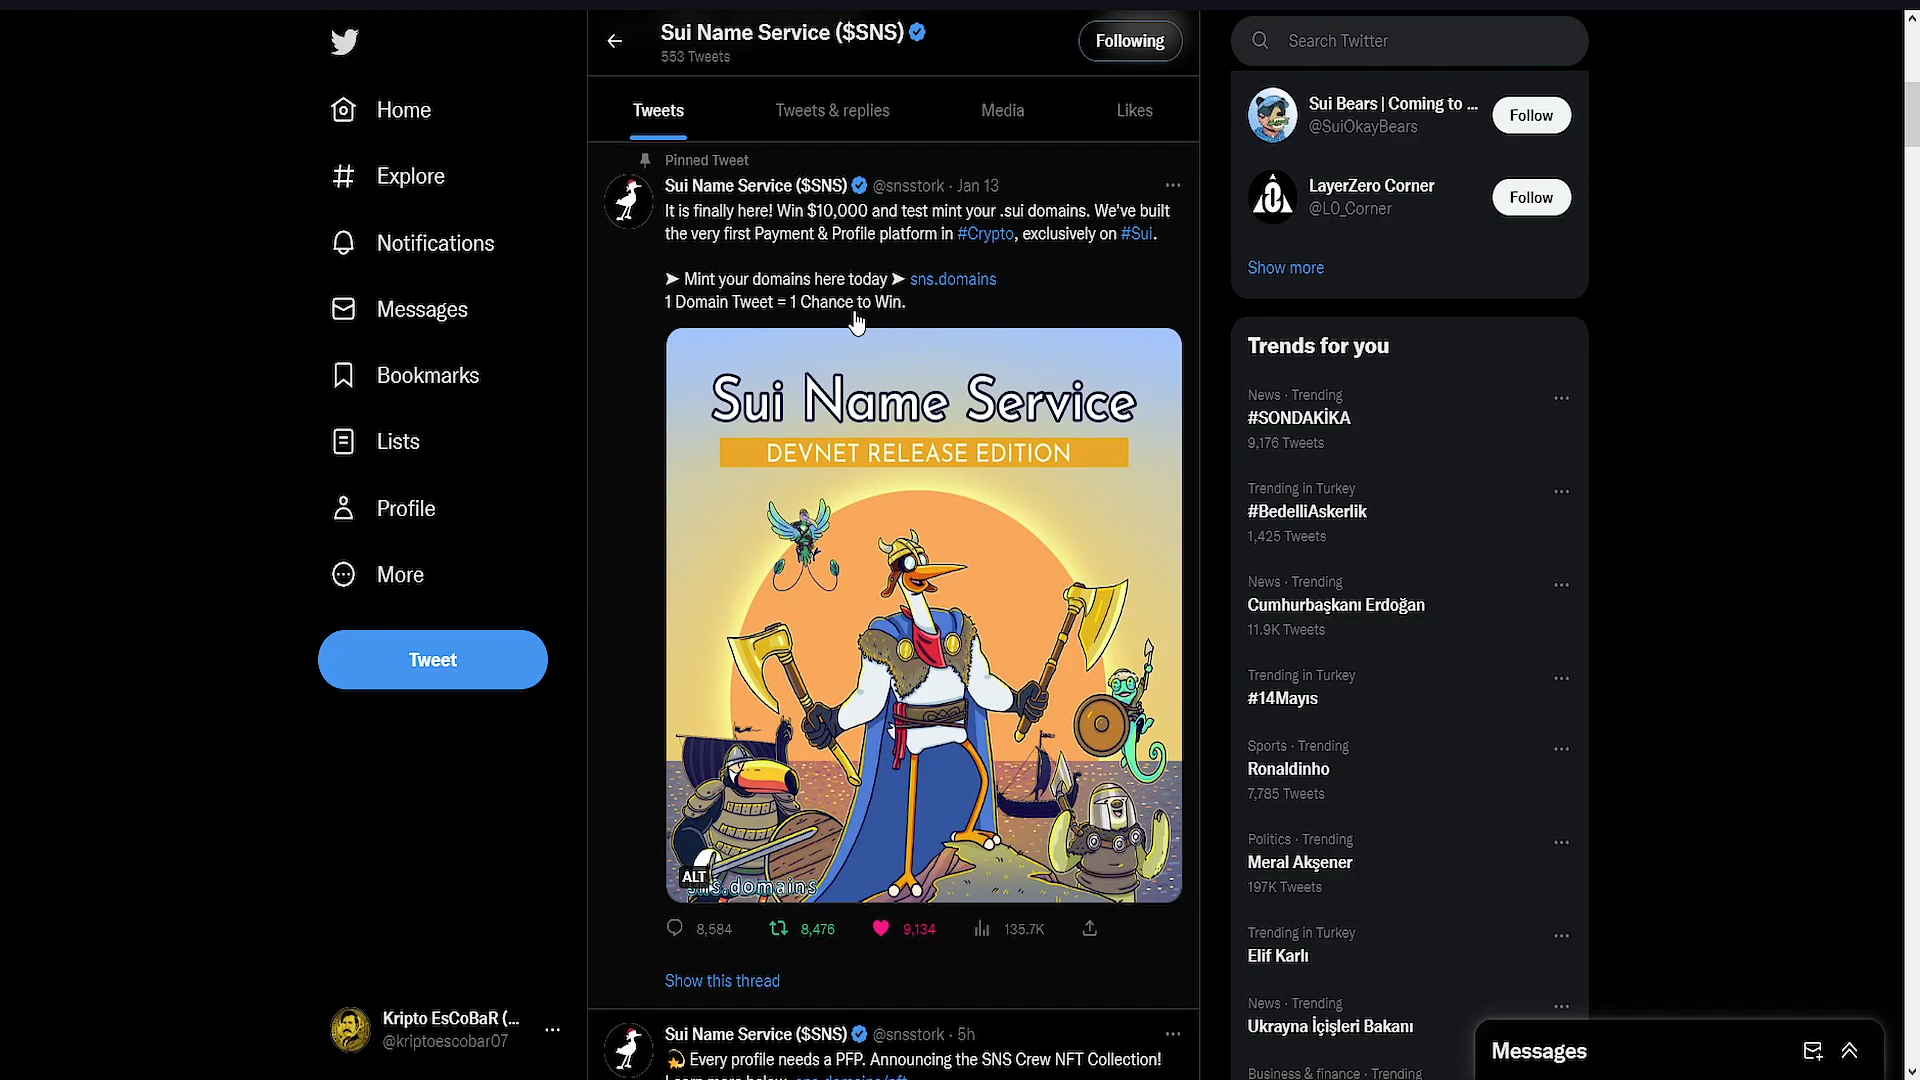 Home
Explore
Notifications
Messages
Bookmarks
Lists
Profile
More
Tweet
Kripto EsCoBaR (...
@kriptoescobar07
Sui Name Service ($SNS)
553 Tweets
Following
Tweets
Tweets & replies
Media
Likes
Pinned Tweet
Sui Name Service ($SNS) @snsstork · Jan 13
It is finally here! Win $10,000 and test mint your .sui domains. We've built
the very first Payment & Profile platform in #Crypto, exclusively on #Sui.
➤ Mint your domains here today ➤ sns.domains
1 Domain Tweet = 1 Chance to Win.
Sui Name Service
DEVNET RELEASE EDITION
ALT
sns.domains
8,584
8,476
9,134
135.7K
Show this thread
Sui Name Service ($SNS) @snsstork · 5h
💫 Every profile needs a PFP. Announcing the SNS Crew NFT Collection!
Learn more below. sns.domains/nft
Search Twitter
Sui Bears | Coming to ...
@SuiOkayBears
Follow
LayerZero Corner
@L0_Corner
Follow
Show more
Trends for you
News · Trending
#SONDAKİKA
9,176 Tweets
Trending in Turkey
#BedelliAskerlik
1,425 Tweets
News · Trending
Cumhurbaşkanı Erdoğan
11.9K Tweets
Trending in Turkey
#14Mayıs
Sports · Trending
Ronaldinho
7,785 Tweets
Politics · Trending
Meral Akşener
197K Tweets
Trending in Turkey
Elif Karlı
News · Trending
Ukrayna İçişleri Bakanı
Business & finance · Trending
Messages